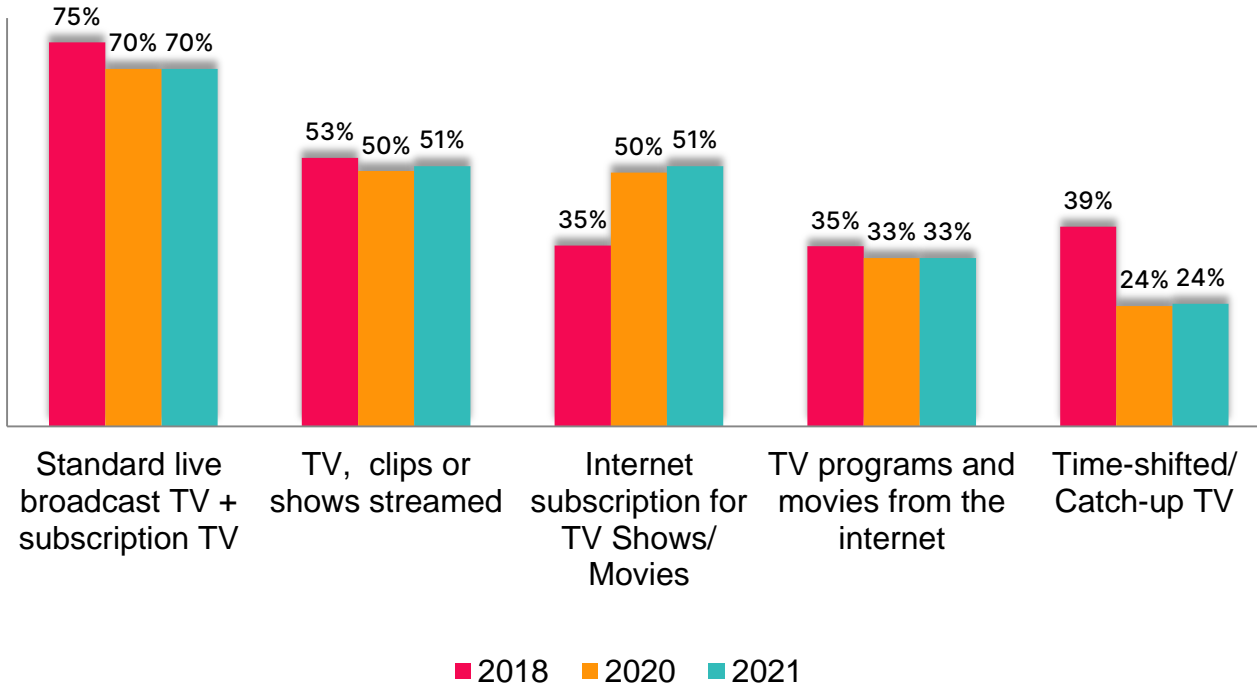 75%
70% 70%
53%
50%
51%
35%
50%
51%
35%
33% 33%
39%
24% 24%
Standard live
broadcast TV +
subscription TV
TV,  clips or
shows streamed
Internet
subscription for
TV Shows/
Movies
TV programs and
movies from the
internet
Time-shifted/
Catch-up TV
2018 2020 2021